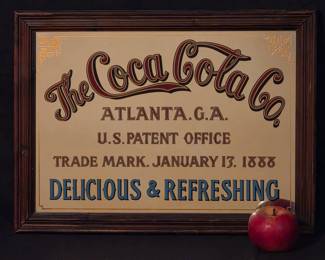 The Coca Cola Co.
ATLANTA. G.A.
U.S. PATENT OFFICE
TRADE MARK. JANUARY 17. 1888
DELICIOUS & REFRESHING